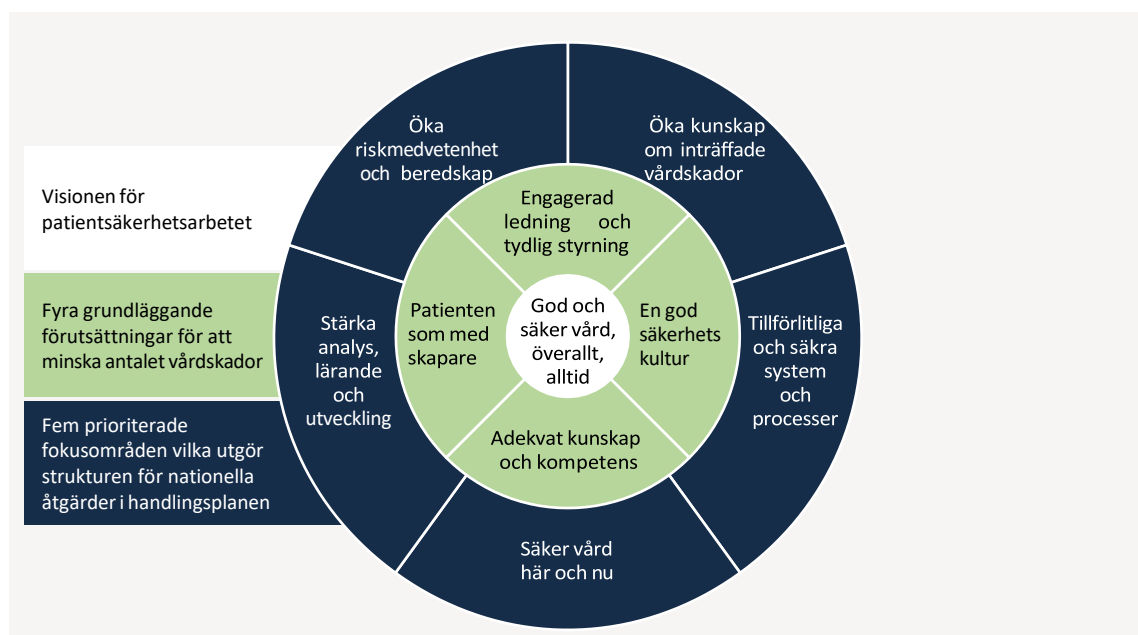 Visionen för
patientsäkerhetsarbetet
Fyra grundläggande
förutsättningar för att
minska antalet vårdskador
Fem prioriterade
fokusområden vilka utgör
strukturen för nationella
åtgärder i handlingsplanen
Öka
riskmedvetenhet
och beredskap
Öka kunskap
om inträffade
vårdskador
Tillförlitliga
och säkra
system
och
processer
Säker vård
här och nu
Stärka
analys,
lärande
och
utveckling
Engagerad
ledning och
tydlig styrning
En god
säkerhets
kultur
Adekvat kunskap
och kompetens
Patienten
som med
skapare
God och
säker vård,
överallt,
alltid